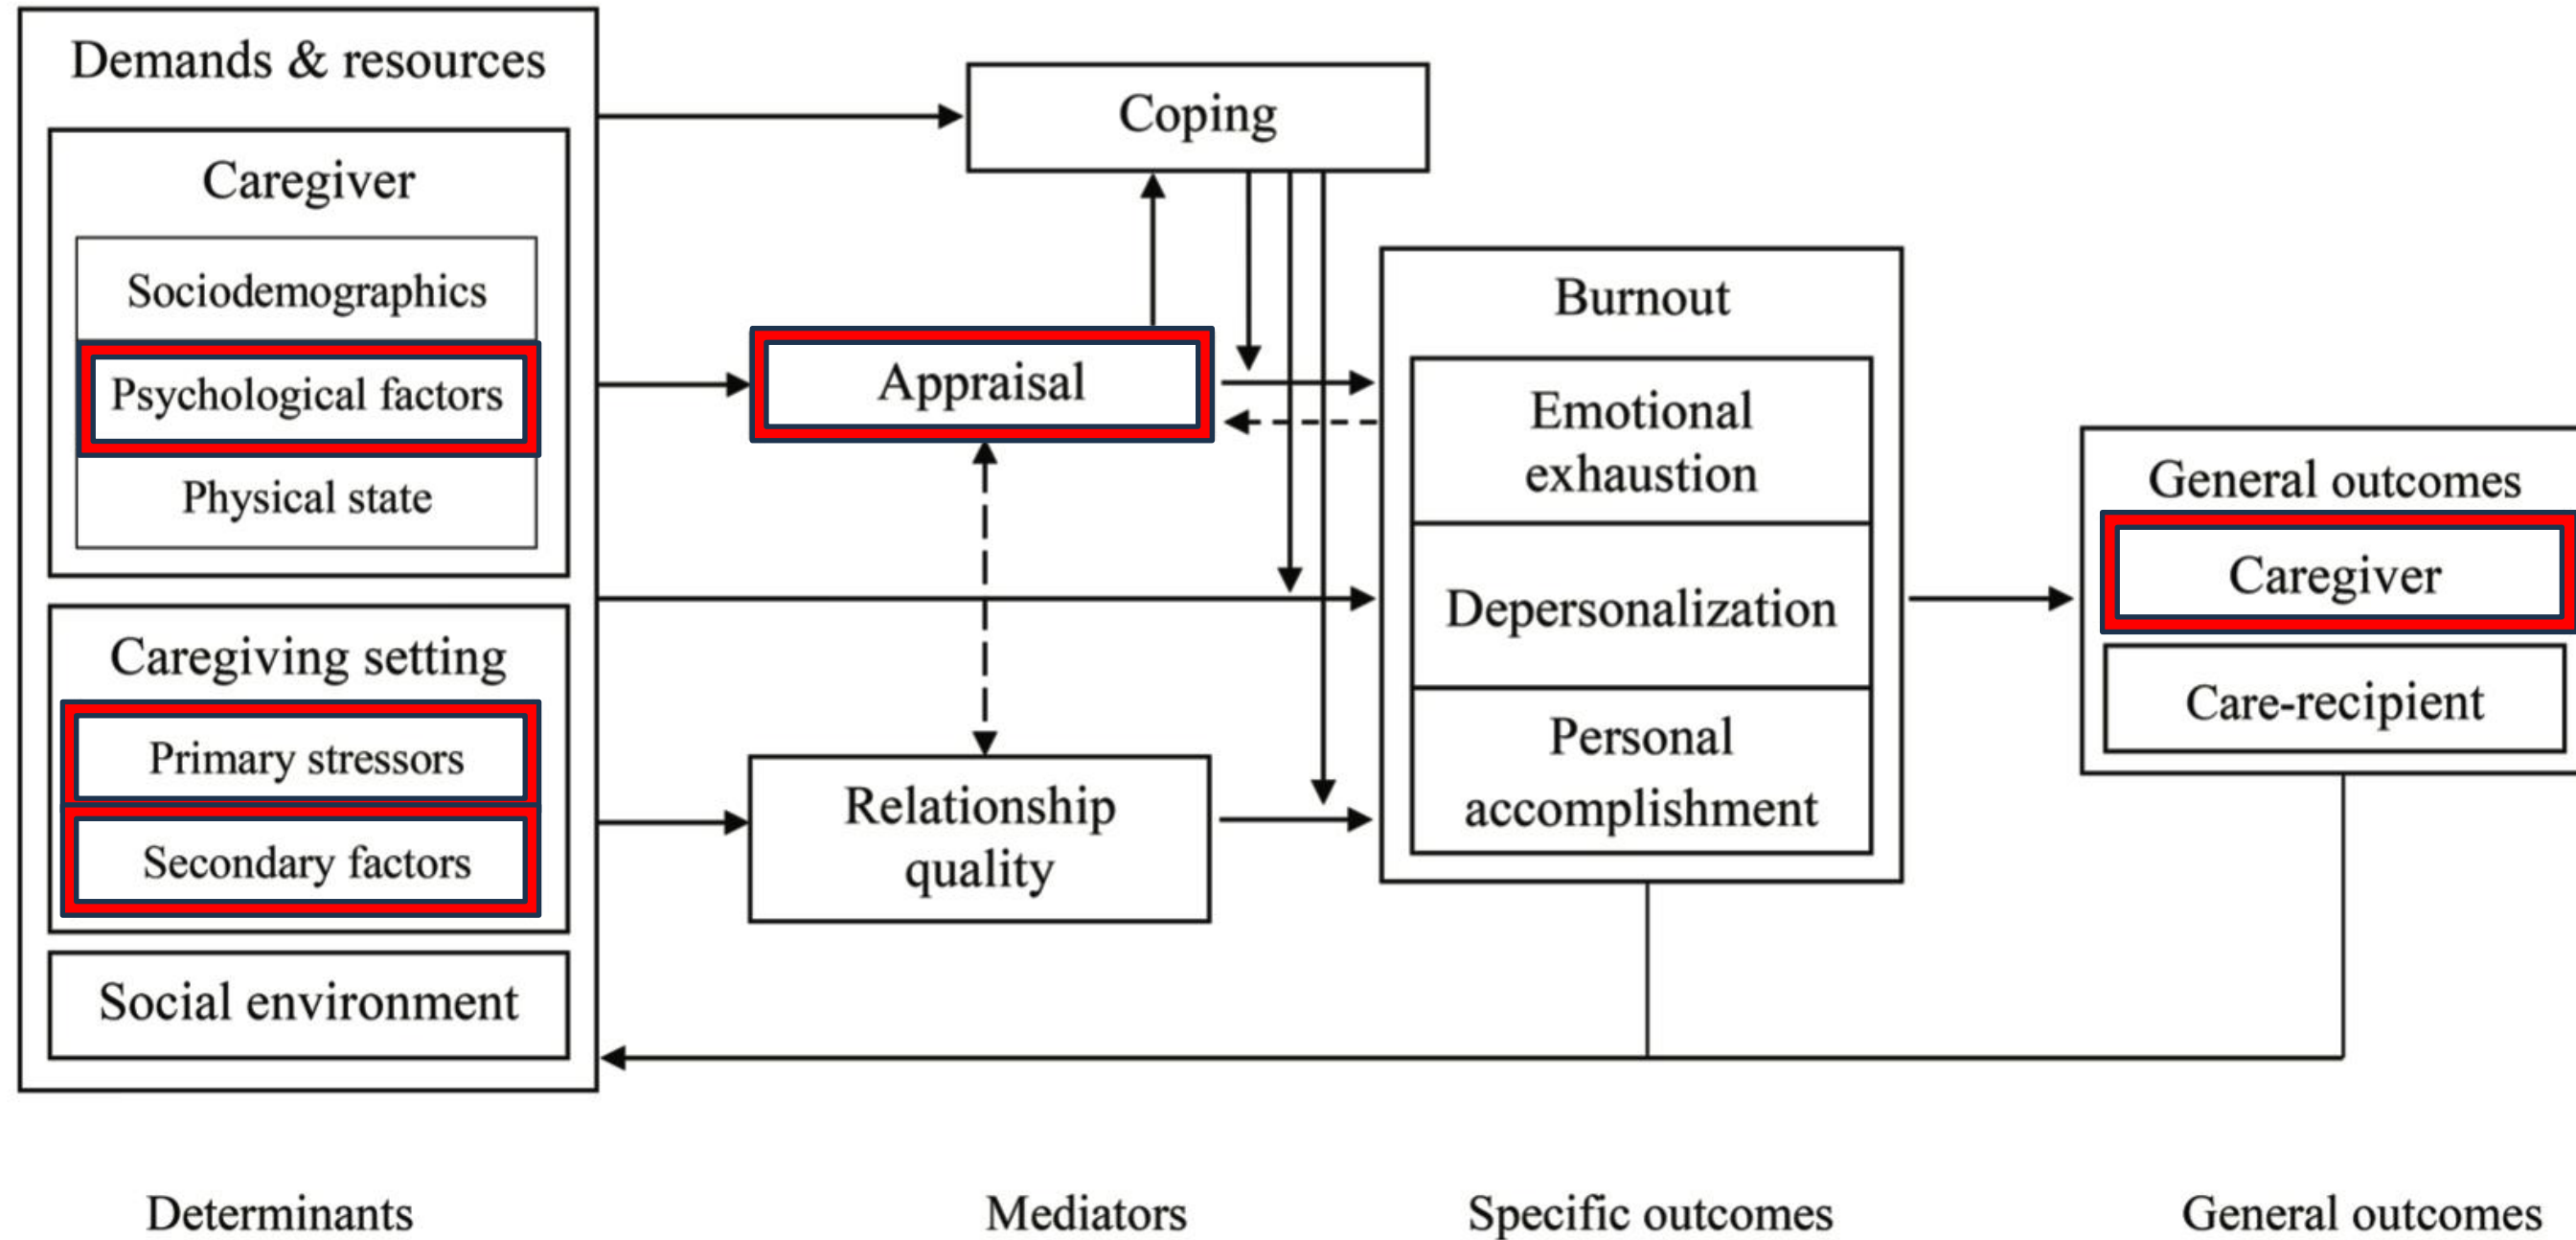 Demands & resources
Caregiver
Sociodemographics
Psychological factors
Physical state
Caregiving setting
Primary stressors
Secondary factors
Social environment
Coping
Appraisal
Relationship
quality
Burnout
Emotional
exhaustion
Depersonalization
Personal
accomplishment
General outcomes
Caregiver
Care-recipient
Determinants
Mediators
Specific outcomes
General outcomes